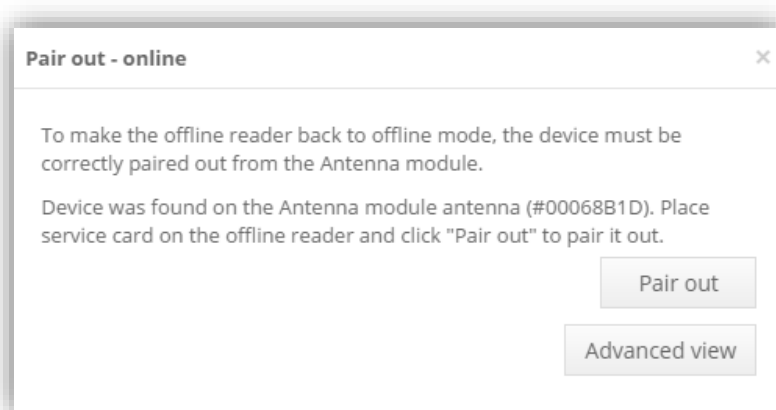 Pair out - online
×
To make the offline reader back to offline mode, the device must be
correctly paired out from the Antenna module.
Device was found on the Antenna module antenna (#00068B1D). Place
service card on the offline reader and click "Pair out" to pair it out.
Pair out
Advanced view